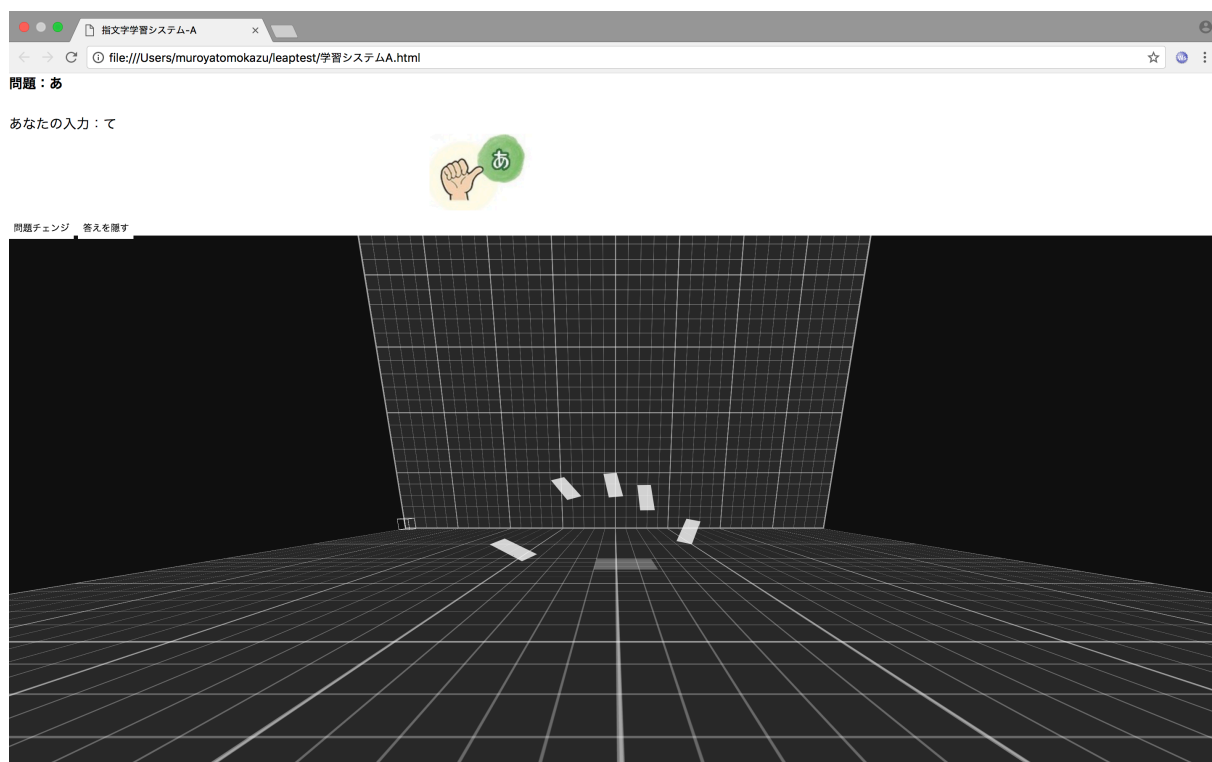 指文字学習システム-A
file:///Users/muroyatomokazu/leaptest/学習システムA.html
問題：あ
あなたの入力：て
あ
問題チェンジ 答えを隠す